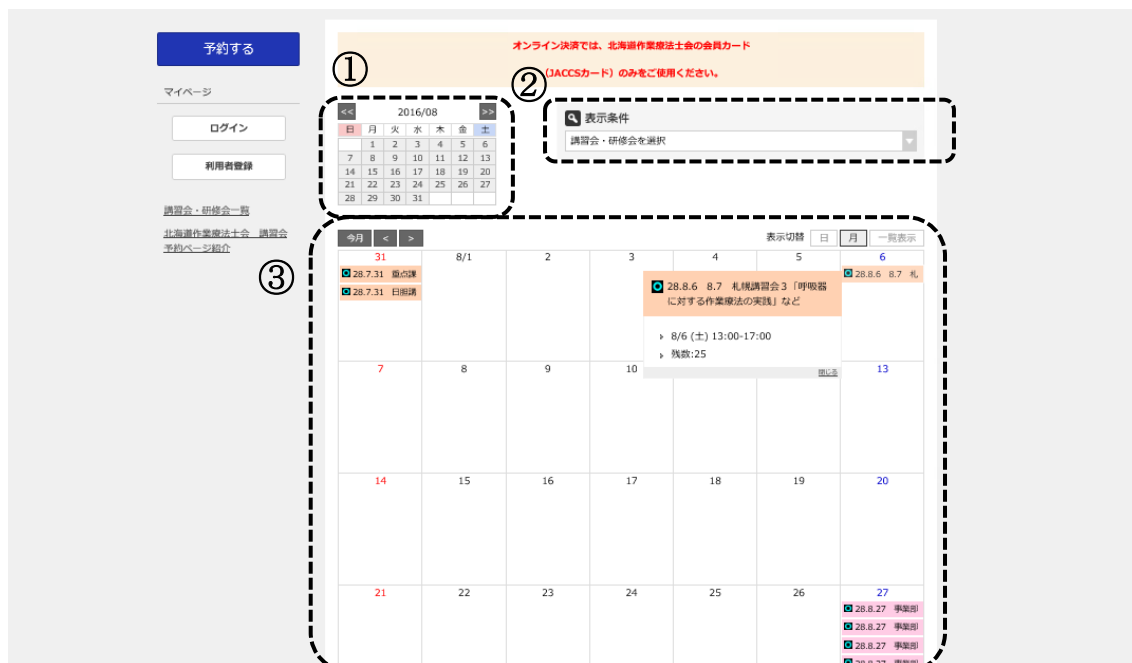 予約する
マイページ
ログイン
利用者登録
講習会・研修会一覧
北海道作業療法士会　講習会
予約ページ紹介
オンライン決済では、北海道作業療法士会の会員カード
（JACCSカード）のみをご使用ください。
①
<< 2016/08 >>
日 月 火 水 木 金 土
1 2 3 4 5 6
7 8 9 10 11 12 13
14 15 16 17 18 19 20
21 22 23 24 25 26 27
28 29 30 31
②
表示条件
講習会・研修会を選択
③
今月 < > 表示切替 日 月 一覧表示
31 8/1 2 3 4 5 6
28.7.31　重点課
28.7.31　日胆講
28.8.6　8.7　札
28.8.6　8.7　札幌講習会３「呼吸器
に対する作業療法の実践」など
8/6 (土) 13:00-17:00
残数:25
閉じる
7 8 9 10 13
14 15 16 17 18 19 20
21 22 23 24 25 26 27
28.8.27　事業部
28.8.27　事業部
28.8.27　事業部
28.8.27　事業部